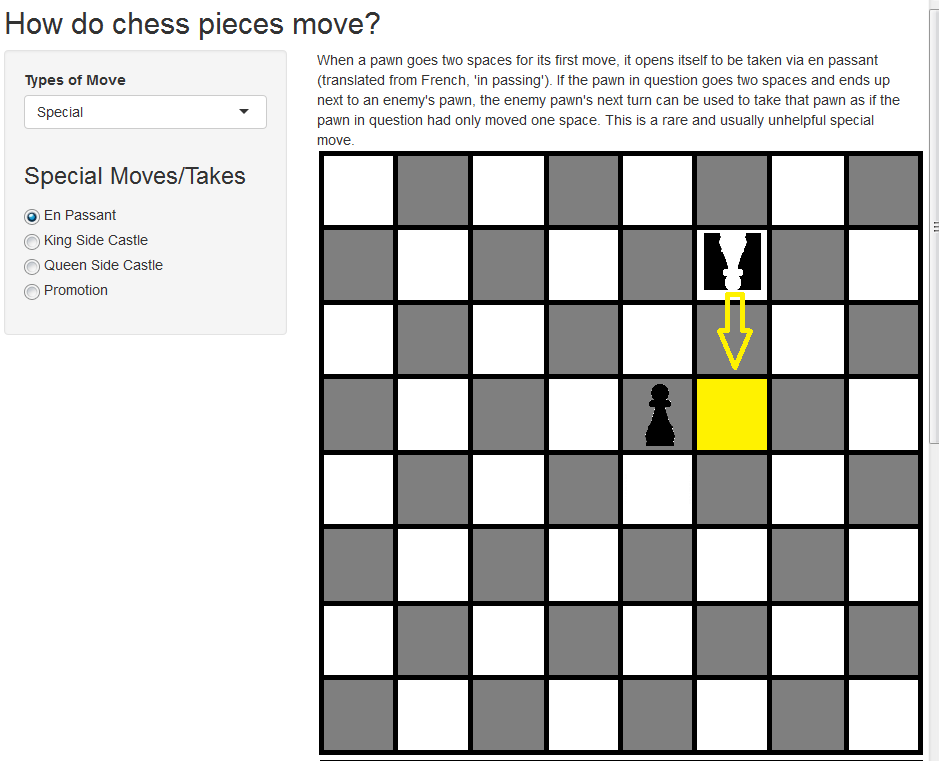 How do chess pieces move?
Types of Move
Special
Special Moves/Takes
En Passant
King Side Castle
Queen Side Castle
Promotion
When a pawn goes two spaces for its first move, it opens itself to be taken via en passant
(translated from French, 'in passing'). If the pawn in question goes two spaces and ends up
next to an enemy's pawn, the enemy pawn's next turn can be used to take that pawn as if the
pawn in question had only moved one space. This is a rare and usually unhelpful special
move.